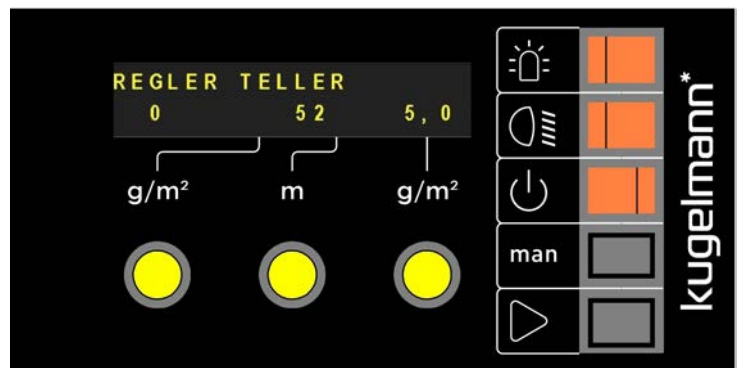 REGLER TELLER
0 52 5,0
g/m² m g/m²
man
kugelmann*